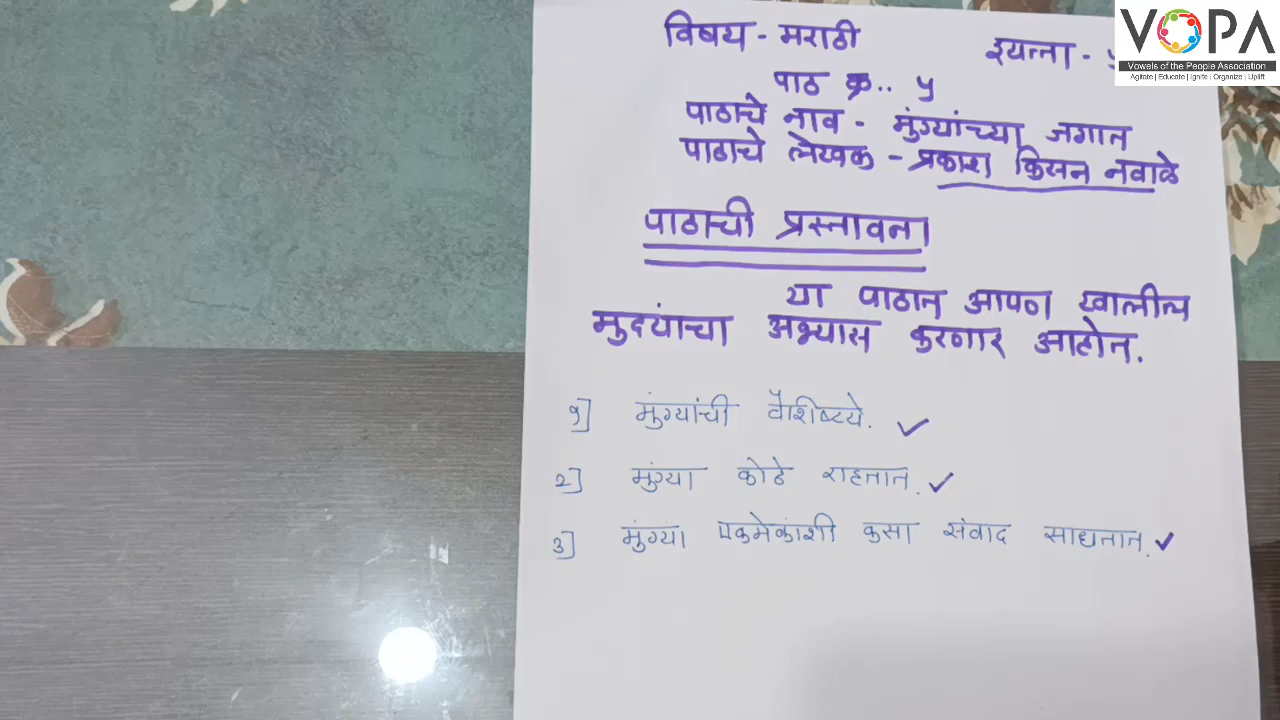 विषय - मराठी
इयत्ता -
पाठ क्र.. ५
पाठाचे नाव - मुंग्यांच्या जगात
पाठाचे लेखक - प्रकाश किसन नवाळे
पाठाची प्रस्तावना
या पाठात आपण खालील
मुद्यांचा अभ्यास करणार आहोत.
१] मुंग्यांची वैशिष्ट्ये.
२] मुंग्या कोठे राहतात.
३] मुंग्या एकमेकांशी कसा संवाद साधतात.
VOPA
Vowels of the People Association
Agitate | Educate | Ignite | Organize | Uplift